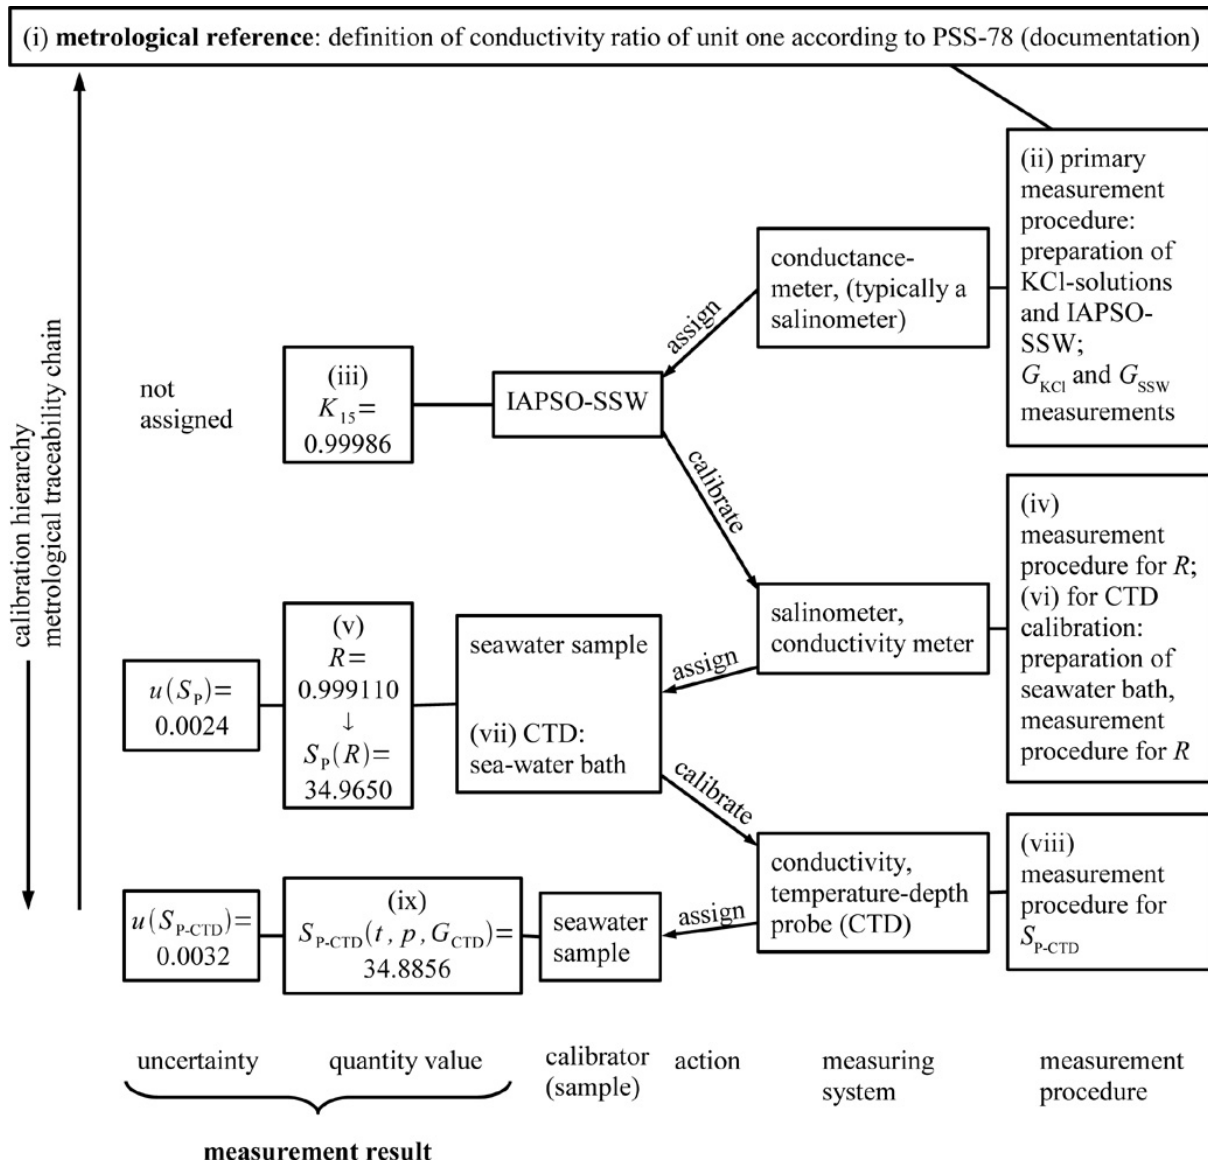 (i) metrological reference: definition of conductivity ratio of unit one according to PSS-78 (documentation)
calibration hierarchy
metrological traceability chain
(ii) primary
measurement
procedure:
preparation of
KCl-solutions
and IAPSO-
SSW;
G_KCl and G_SSW
measurements
conductance-
meter, (typically a
salinometer)
assign
not
assigned
(iii)
K_15=
0.99986
IAPSO-SSW
calibrate
(iv)
measurement
procedure for R;
(vi) for CTD
calibration:
preparation of
seawater bath,
measurement
procedure for R
salinometer,
conductivity meter
assign
u(S_P)=
0.0024
(v)
R=
0.999110
↓
S_P(R)=
34.9650
seawater sample
(vii) CTD:
sea-water bath
calibrate
(viii)
measurement
procedure for
S_P-CTD
conductivity,
temperature-depth
probe (CTD)
assign
u(S_P-CTD)=
0.0032
(ix)
S_P-CTD(t, p, G_CTD)=
34.8856
seawater
sample
uncertainty
quantity value
calibrator
(sample)
action
measuring
system
measurement
procedure
measurement result